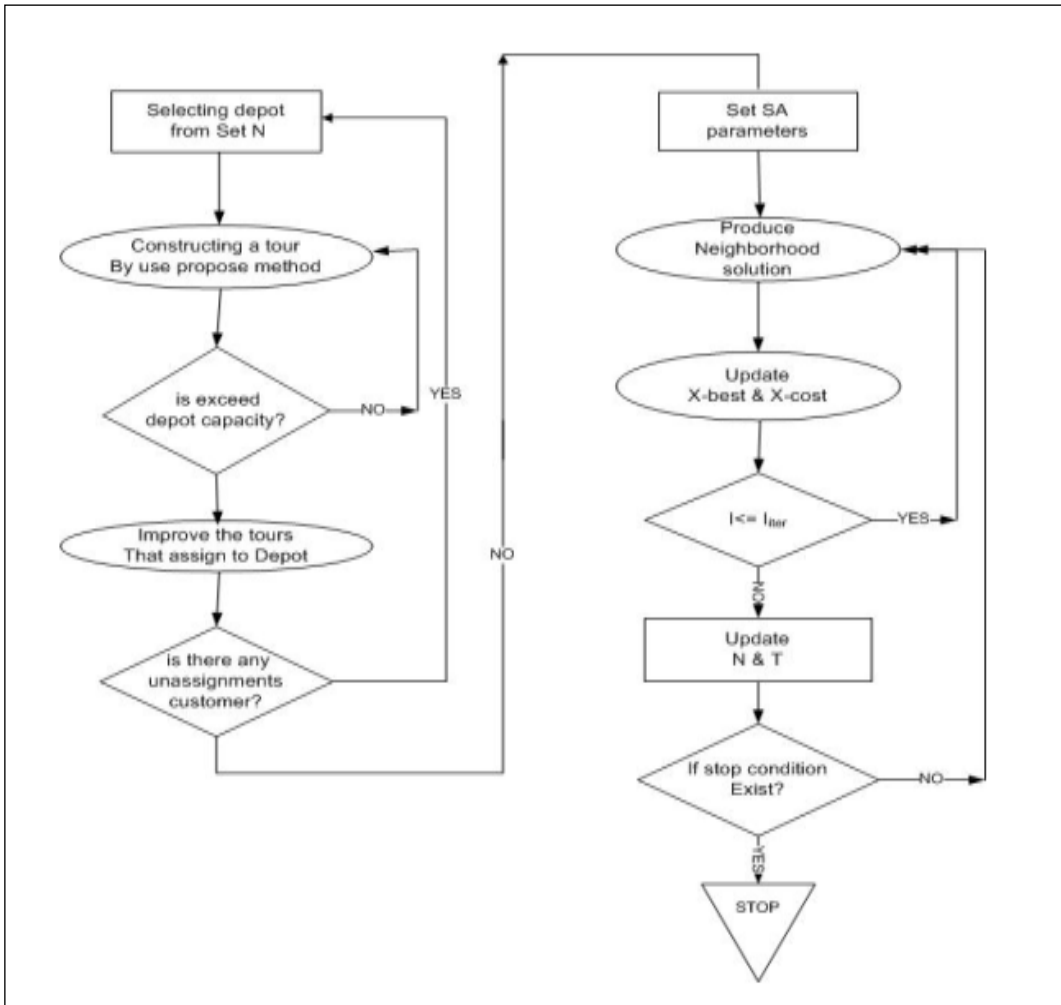 Selecting depot
from Set N
Constructing a tour
By use propose method
is exceed
depot capacity?
NO
YES
Improve the tours
That assign to Depot
is there any
unassignments
customer?
NO
Set SA
parameters
Produce
Neighborhood
solution
Update
X-best & X-cost
I<= Iiter
YES
NO
Update
N & T
If stop condition
Exist?
NO
YES
STOP